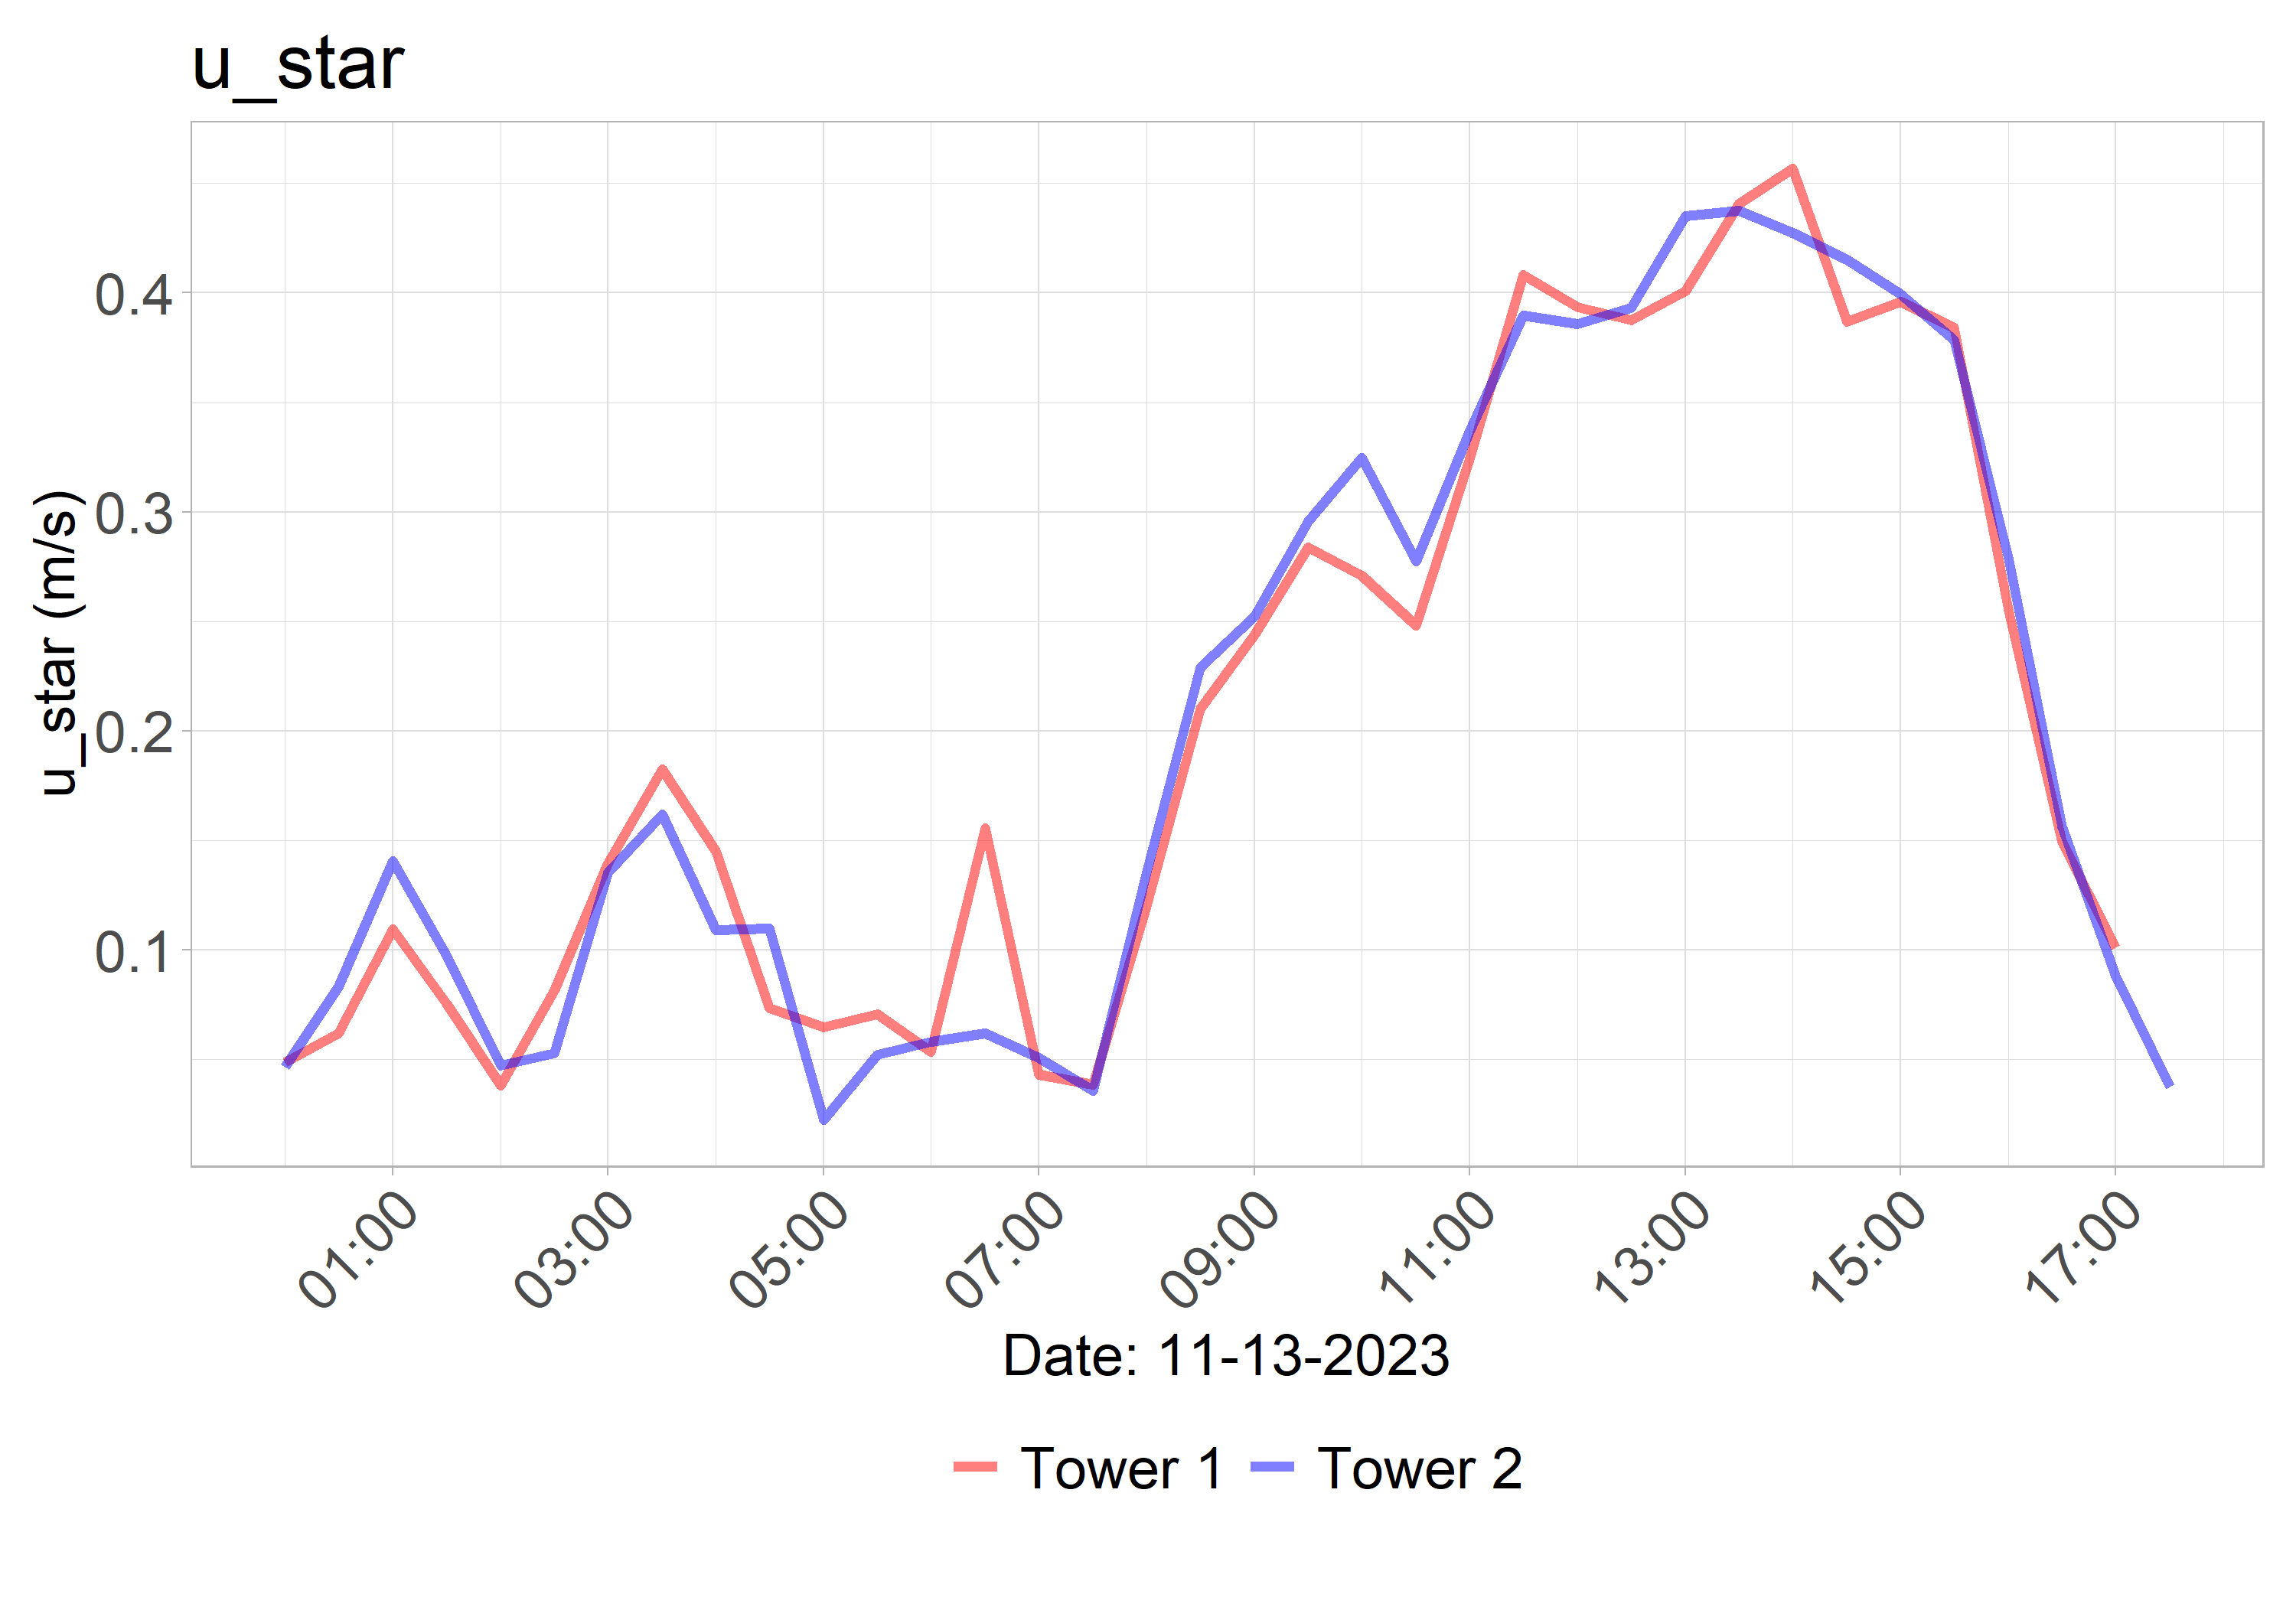 u_star
u_star (m/s)
0.4
0.3
0.2
0.1
01:00 03:00 05:00 07:00 09:00 11:00 13:00 15:00 17:00
Date: 11-13-2023
Tower 1 Tower 2